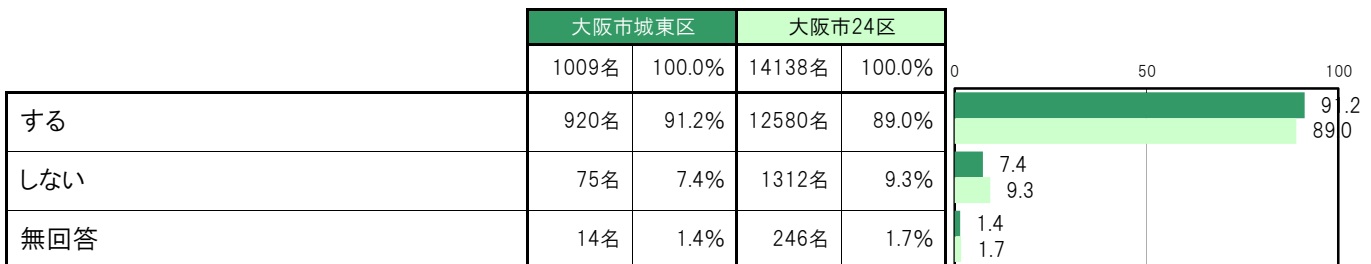 大阪市城東区 大阪市24区
1009名 100.0% 14138名 100.0% 0 50 100
する 920名 91.2% 12580名 89.0% 91.2
89.0
しない 75名 7.4% 1312名 9.3% 7.4
9.3
無回答 14名 1.4% 246名 1.7% 1.4
1.7